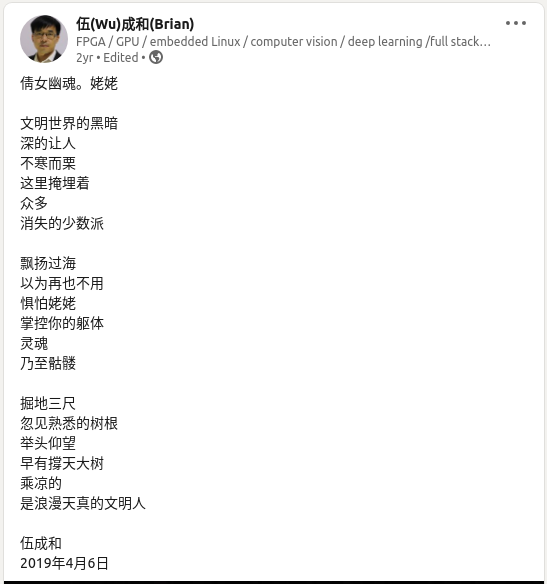 伍(Wu)成和(Brian)
FPGA / GPU / embedded Linux / computer vision / deep learning /full stack…
2yr • Edited •
倩女幽魂。姥姥
文明世界的黑暗
深的让人
不寒而栗
这里掩埋着
众多
消失的少数派
飘扬过海
以为再也不用
惧怕姥姥
掌控你的躯体
灵魂
乃至骷髅
掘地三尺
忽见熟悉的树根
举头仰望
早有撑天大树
乘凉的
是浪漫天真的文明人
伍成和
2019年4月6日